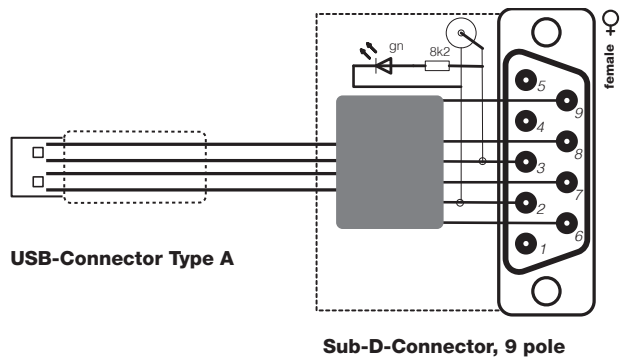 gn
8k2
female ♀
5
9
4
8
3
7
2
6
1
USB-Connector Type A
Sub-D-Connector, 9 pole